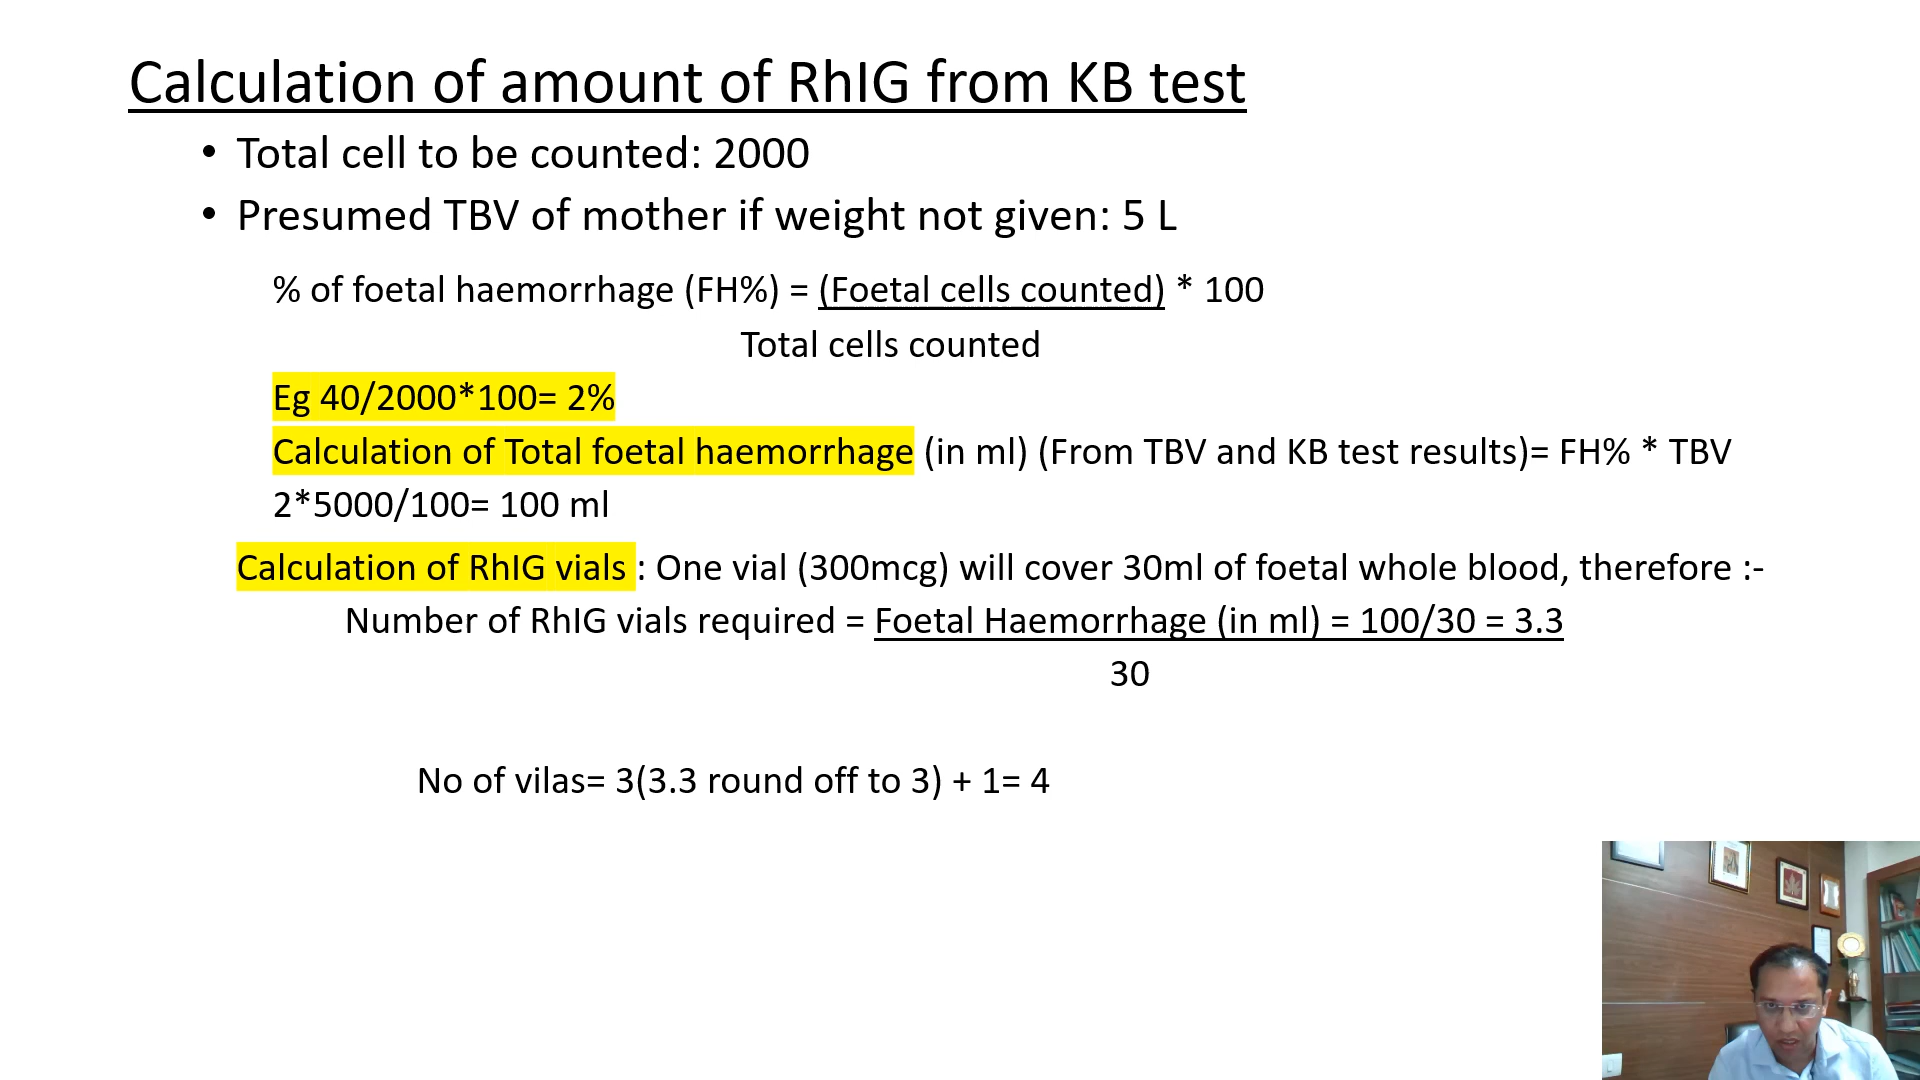 Calculation of amount of RhIG from KB test
• Total cell to be counted: 2000
• Presumed TBV of mother if weight not given: 5 L
% of foetal haemorrhage (FH%) = (Foetal cells counted) * 100
Total cells counted
Eg 40/2000*100= 2%
Calculation of Total foetal haemorrhage (in ml) (From TBV and KB test results)= FH% * TBV
2*5000/100= 100 ml
Calculation of RhIG vials : One vial (300mcg) will cover 30ml of foetal whole blood, therefore :-
Number of RhIG vials required = Foetal Haemorrhage (in ml) = 100/30 = 3.3
30
No of vilas= 3(3.3 round off to 3) + 1= 4